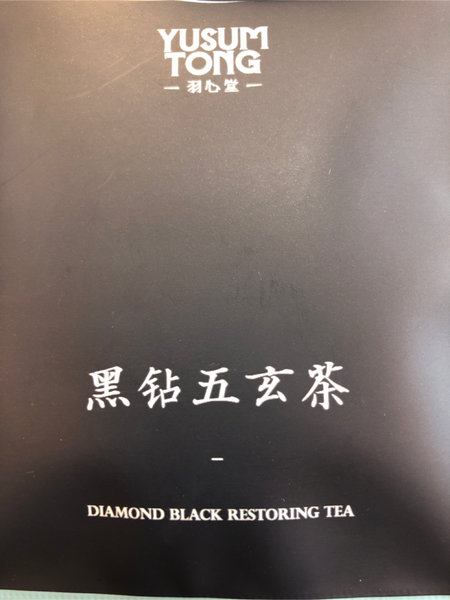 YUSUM
TONG
羽心堂
黑钻五玄茶
DIAMOND BLACK RESTORING TEA